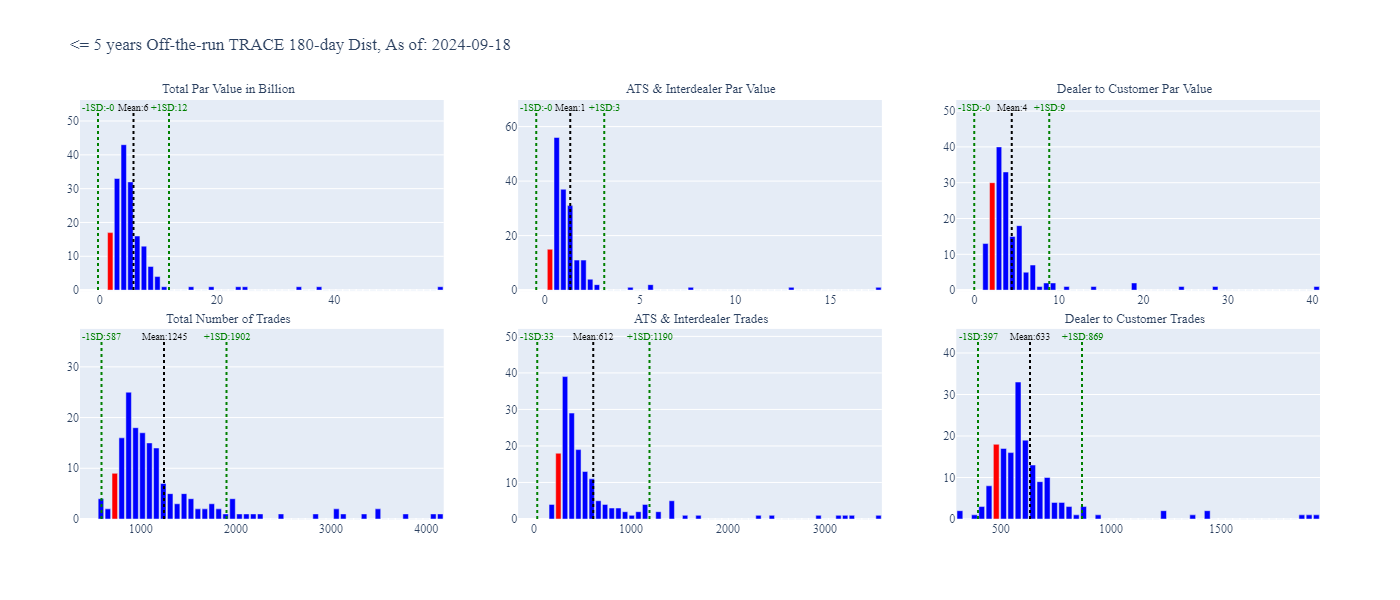 <= 5 years Off-the-run TRACE 180-day Dist, As of: 2024-09-18
Total Par Value in Billion
ATS & Interdealer Par Value
Dealer to Customer Par Value
-1SD:-0 Mean:6 +1SD:12
-1SD:-0 Mean:1 +1SD:3
-1SD:-0 Mean:4 +1SD:9
50
40
30
20
10
0
0 20 40
60
40
20
0
0 5 10 15
50
40
30
20
10
0
0 10 20 30 40
Total Number of Trades
ATS & Interdealer Trades
Dealer to Customer Trades
-1SD:587 Mean:1245 +1SD:1902
-1SD:33 Mean:612 +1SD:1190
-1SD:397 Mean:633 +1SD:869
30
20
10
0
1000 2000 3000 4000
50
40
30
20
10
0
0 1000 2000 3000
40
30
20
10
0
500 1000 1500